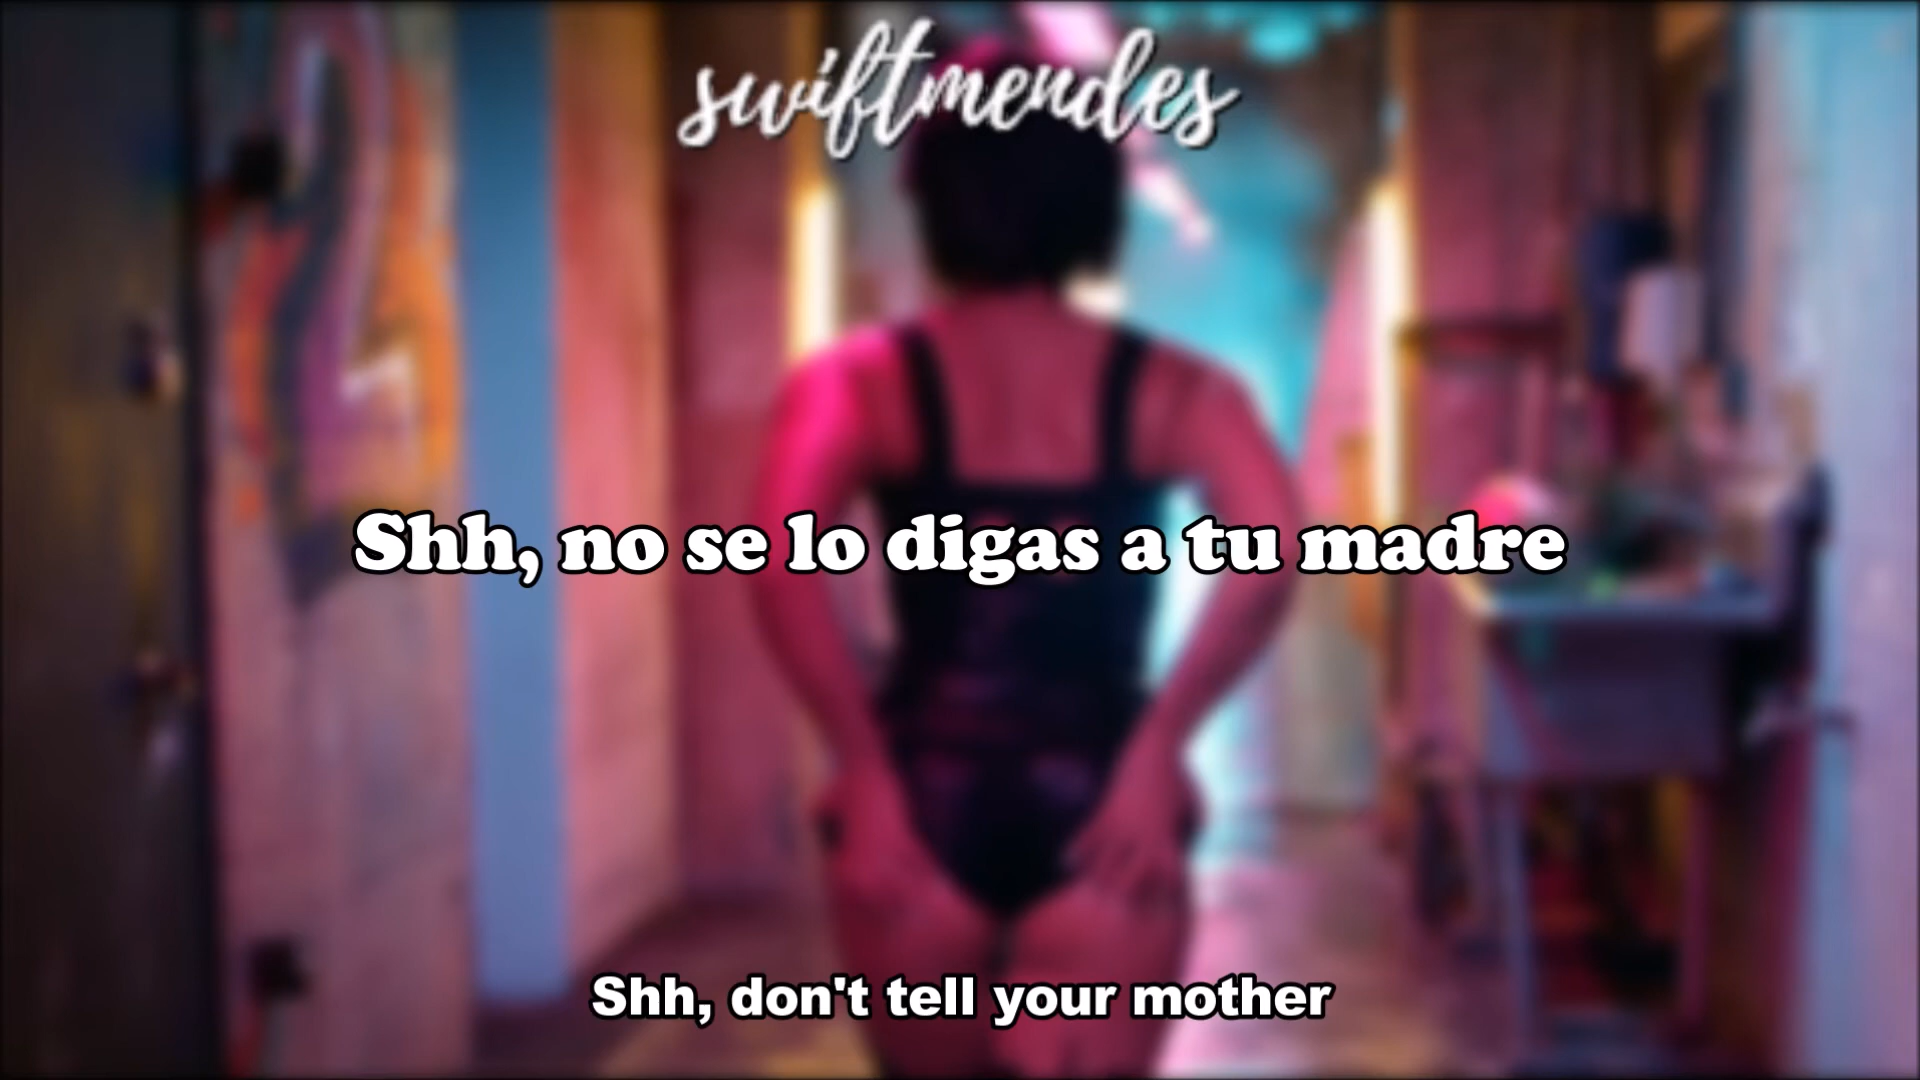 swiftmendes
Shh, no se lo digas a tu madre
Shh, don't tell your mother